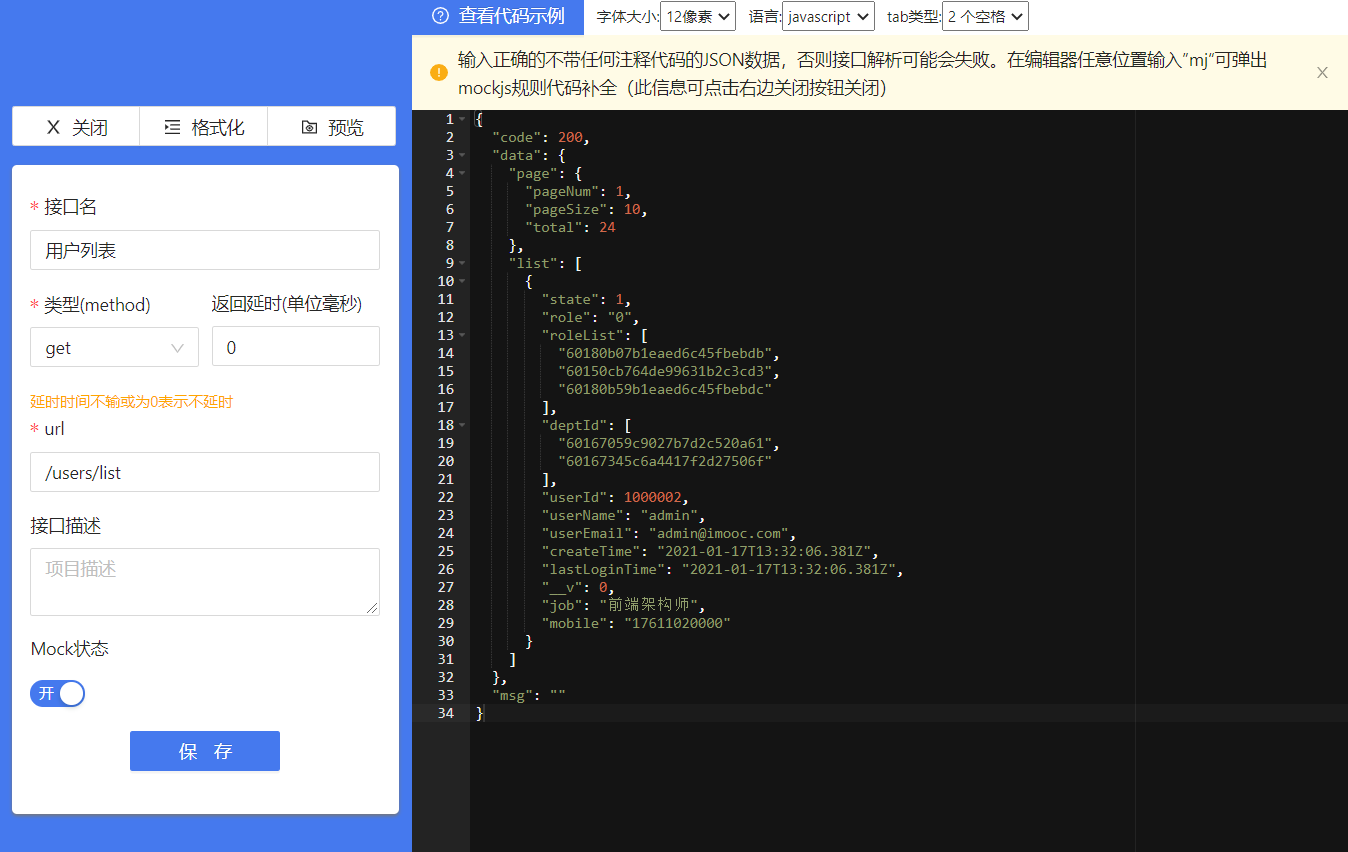 查看代码示例 字体大小: 12像素 语言: javascript tab类型: 2 个空格
输入正确的不带任何注释代码的JSON数据，否则接口解析可能会失败。在编辑器任意位置输入”mj”可弹出
mockjs规则代码补全（此信息可点击右边关闭按钮关闭）
关闭 格式化 预览
* 接口名
用户列表
* 类型(method) 返回延时(单位毫秒)
get 0
延时时间不输或为0表示不延时
* url
/users/list
接口描述
项目描述
Mock状态
开
保 存
1 {
2 "code": 200,
3 "data": {
4 "page": {
5 "pageNum": 1,
6 "pageSize": 10,
7 "total": 24
8 },
9 "list": [
10 {
11 "state": 1,
12 "role": "0",
13 "roleList": [
14 "60180b07b1eaed6c45fbebdb",
15 "60150cb764de99631b2c3cd3",
16 "60180b59b1eaed6c45fbebdc"
17 ],
18 "deptId": [
19 "60167059c9027b7d2c520a61",
20 "60167345c6a4417f2d27506f"
21 ],
22 "userId": 1000002,
23 "userName": "admin",
24 "userEmail": "admin@imooc.com",
25 "createTime": "2021-01-17T13:32:06.381Z",
26 "lastLoginTime": "2021-01-17T13:32:06.381Z",
27 "__v": 0,
28 "job": "前端架构师",
29 "mobile": "17611020000"
30 }
31 ]
32 },
33 "msg": ""
34 }